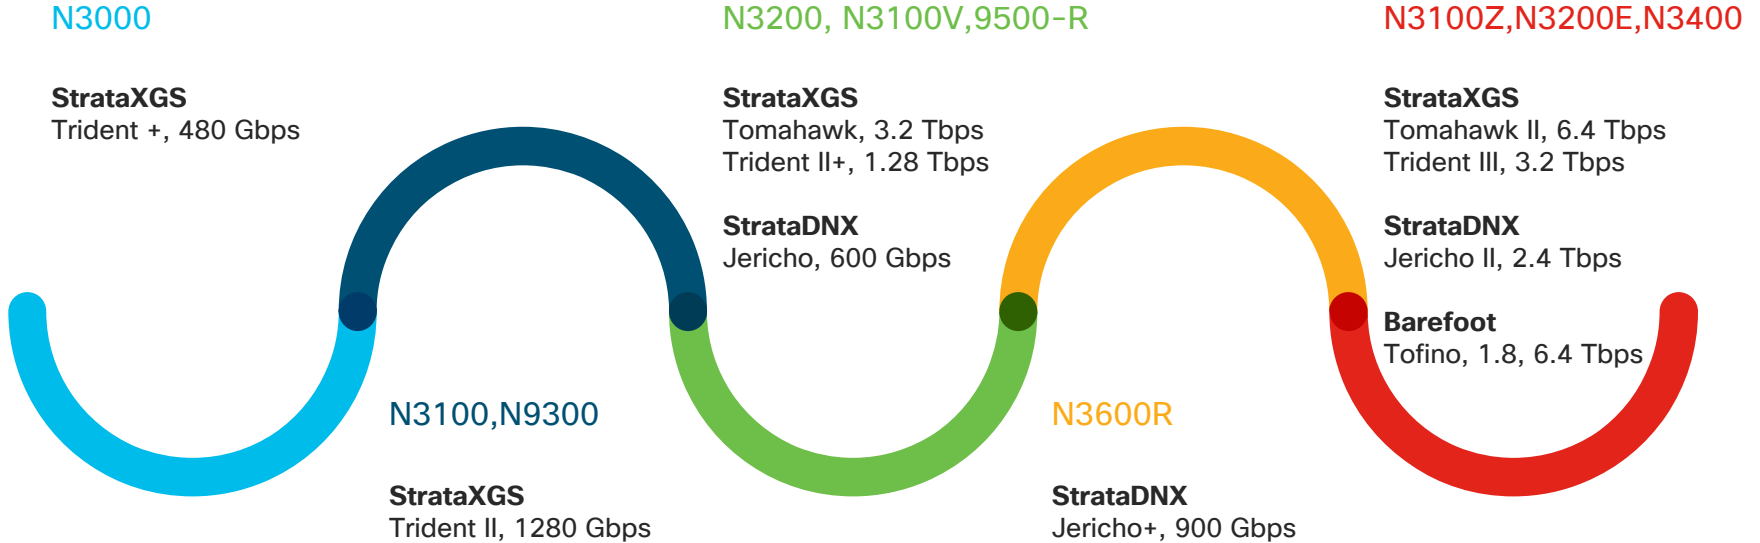 N3000
StrataXGS
Trident +, 480 Gbps
N3100,N9300
StrataXGS
Trident II, 1280 Gbps
N3200, N3100V,9500-R
StrataXGS
Tomahawk, 3.2 Tbps
Trident II+, 1.28 Tbps
StrataDNX
Jericho, 600 Gbps
N3600R
StrataDNX
Jericho+, 900 Gbps
N3100Z,N3200E,N3400
StrataXGS
Tomahawk II, 6.4 Tbps
Trident III, 3.2 Tbps
StrataDNX
Jericho II, 2.4 Tbps
Barefoot
Tofino, 1.8, 6.4 Tbps